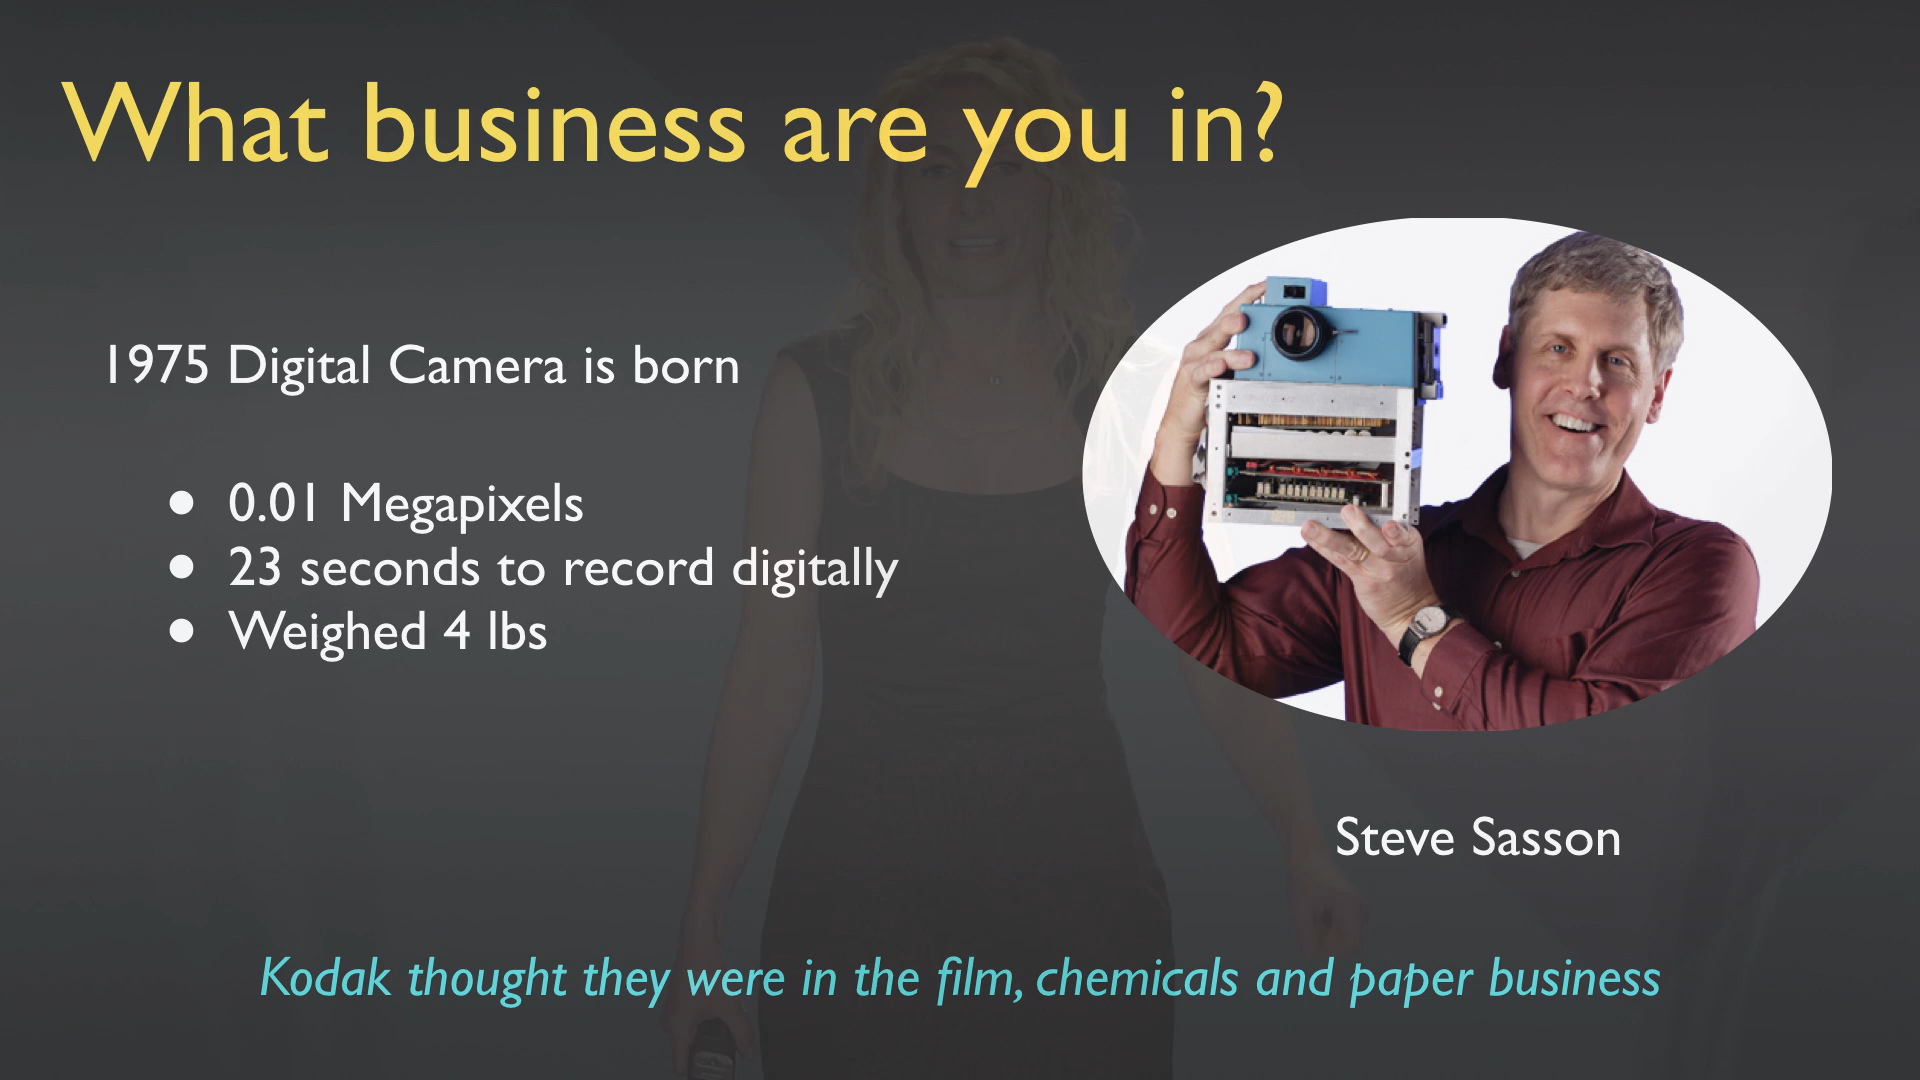 What business are you in?
1975 Digital Camera is born
● 0.01 Megapixels
● 23 seconds to record digitally
● Weighed 4 lbs
Steve Sasson
Kodak thought they were in the film, chemicals and paper business